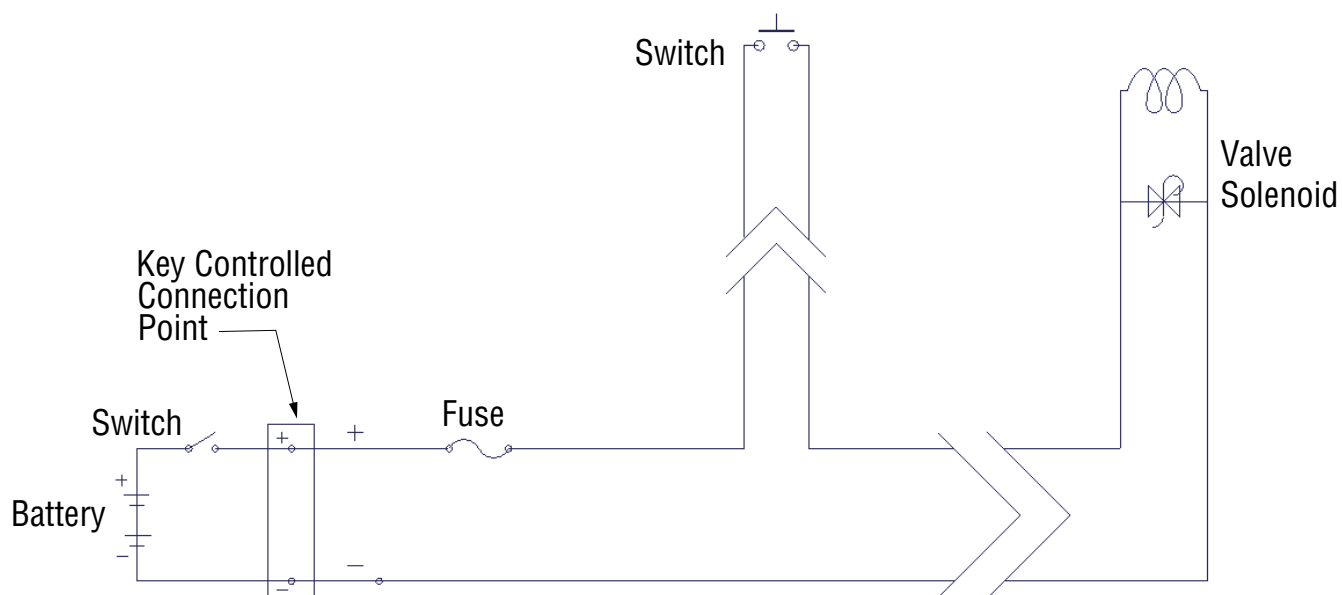 Switch
Valve
Solenoid
Key Controlled
Connection
Point
Switch
Fuse
+
+
+
Battery
-
-
-